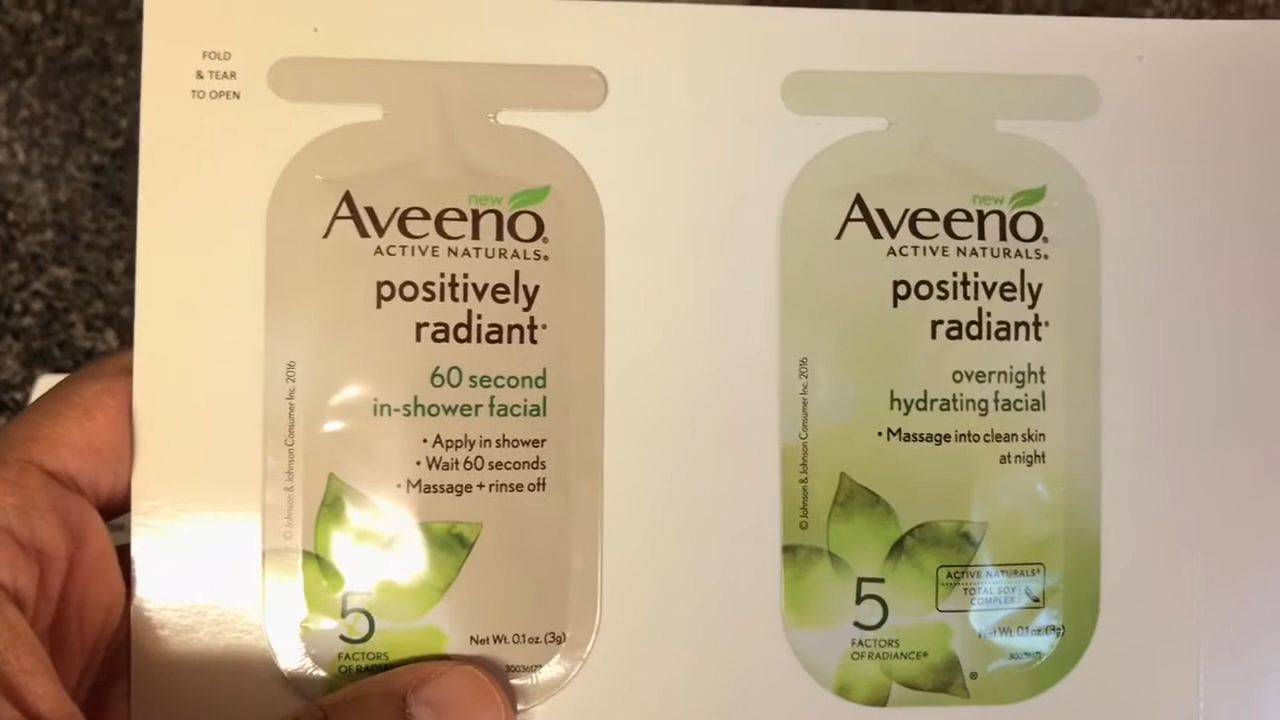 FOLD
& TEAR
TO OPEN
new
Aveeno®
ACTIVE NATURALS®
positively
radiant®
60 second
in-shower facial
• Apply in shower
• Wait 60 seconds
• Massage + rinse off
© Johnson & Johnson Consumer Inc. 2016
5
FACTORS
OF
Net Wt. 0.1 oz. (3g)
new
Aveeno®
ACTIVE NATURALS®
positively
radiant®
overnight
hydrating facial
• Massage into clean skin
at night
© Johnson & Johnson Consumer Inc. 2016
ACTIVE NATURALS®
TOTAL SOY
COMPLEX
5
FACTORS
OF RADIANCE®
Net Wt. 0.1 oz. (3g)
®